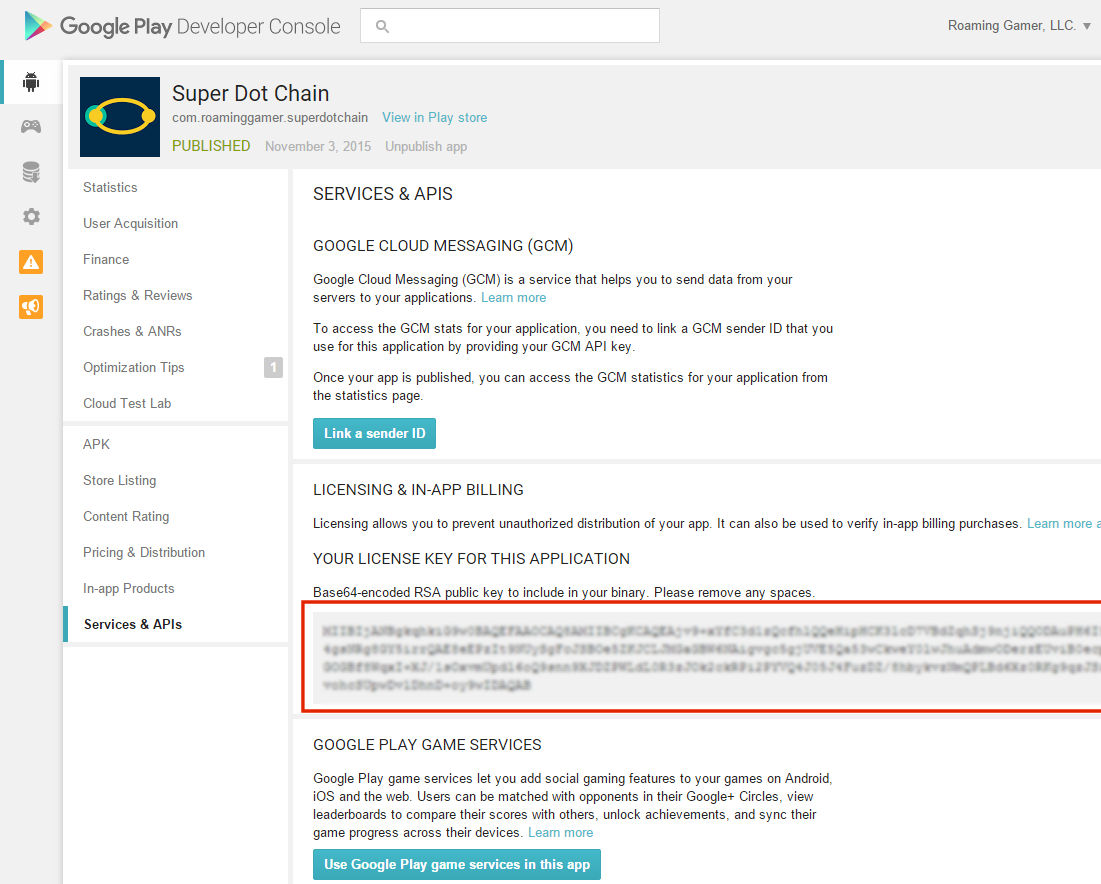 Google Play Developer Console
Roaming Gamer, LLC.
Super Dot Chain
com.roaminggamer.superdotchain View in Play store
PUBLISHED November 3, 2015 Unpublish app
Statistics
User Acquisition
Finance
Ratings & Reviews
Crashes & ANRs
Optimization Tips 1
Cloud Test Lab
APK
Store Listing
Content Rating
Pricing & Distribution
In-app Products
Services & APIs
SERVICES & APIS
GOOGLE CLOUD MESSAGING (GCM)
Google Cloud Messaging (GCM) is a service that helps you to send data from your
servers to your applications. Learn more
To access the GCM stats for your application, you need to link a GCM sender ID that you
use for this application by providing your GCM API key.
Once your app is published, you can access the GCM statistics for your application from
the statistics page.
Link a sender ID
LICENSING & IN-APP BILLING
Licensing allows you to prevent unauthorized distribution of your app. It can also be used to verify in-app billing purchases. Learn more a
YOUR LICENSE KEY FOR THIS APPLICATION
Base64-encoded RSA public key to include in your binary. Please remove any spaces.
GOOGLE PLAY GAME SERVICES
Google Play game services let you add social gaming features to your games on Android,
iOS and the web. Users can be matched with opponents in their Google+ Circles, view
leaderboards to compare their scores with others, unlock achievements, and sync their
game progress across their devices. Learn more
Use Google Play game services in this app